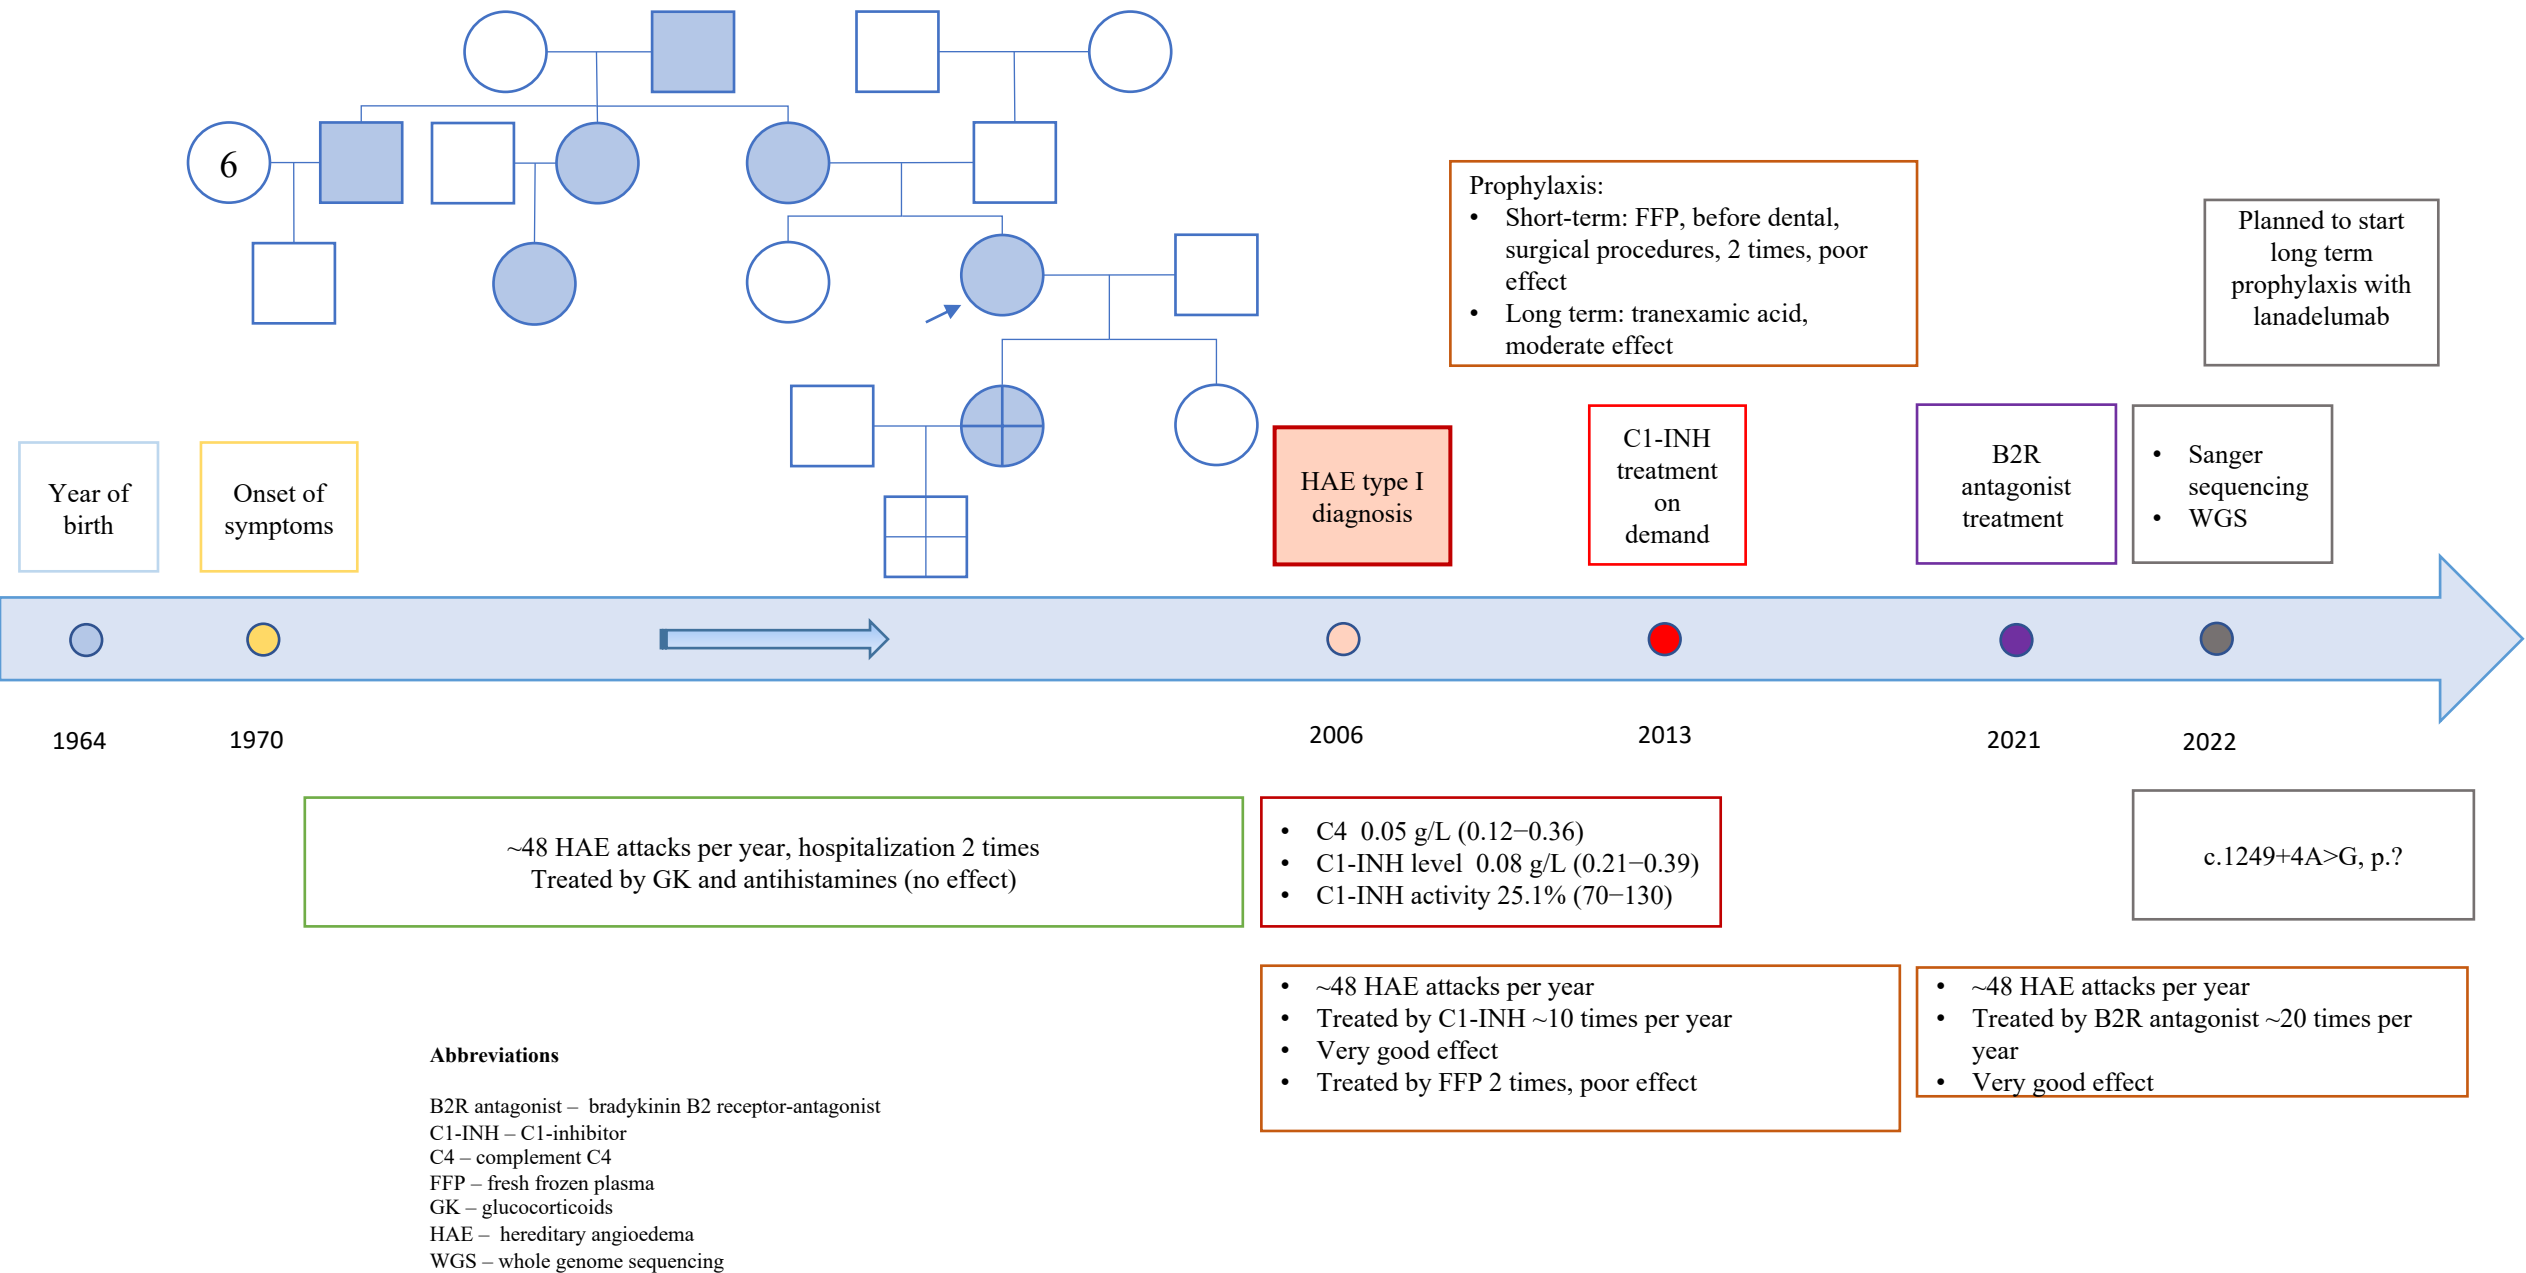 6
Prophylaxis:
• Short-term: FFP, before dental,
surgical procedures, 2 times, poor
effect
• Long term: tranexamic acid,
moderate effect
Planned to start
long term
prophylaxis with
lanadelumab
Year of
birth
Onset of
symptoms
HAE type I
diagnosis
C1-INH
treatment
on
demand
B2R
antagonist
treatment
• Sanger
sequencing
• WGS
1964
1970
2006
2013
2021
2022
~48 HAE attacks per year, hospitalization 2 times
Treated by GK and antihistamines (no effect)
• C4 0.05 g/L (0.12−0.36)
• C1-INH level 0.08 g/L (0.21−0.39)
• C1-INH activity 25.1% (70−130)
c.1249+4A>G, p.?
• ~48 HAE attacks per year
• Treated by C1-INH ~10 times per year
• Very good effect
• Treated by FFP 2 times, poor effect
• ~48 HAE attacks per year
• Treated by B2R antagonist ~20 times per
year
• Very good effect
Abbreviations
B2R antagonist – bradykinin B2 receptor-antagonist
C1-INH – C1-inhibitor
C4 – complement C4
FFP – fresh frozen plasma
GK – glucocorticoids
HAE – hereditary angioedema
WGS – whole genome sequencing